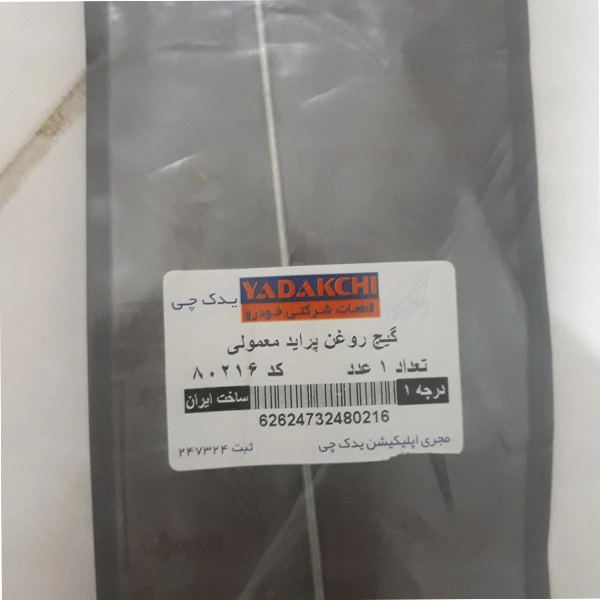 YADAKCHI یدک چی
قطعات شرکتی خودرو
گیج روغن پراید معمولی
تعداد ۱ عدد کد ۸۰۲۱۶
درجه ۱ ساخت ایران
62624732480216
مجری اپلیکیشن یدک چی ثبت ۲۴۷۳۲۴